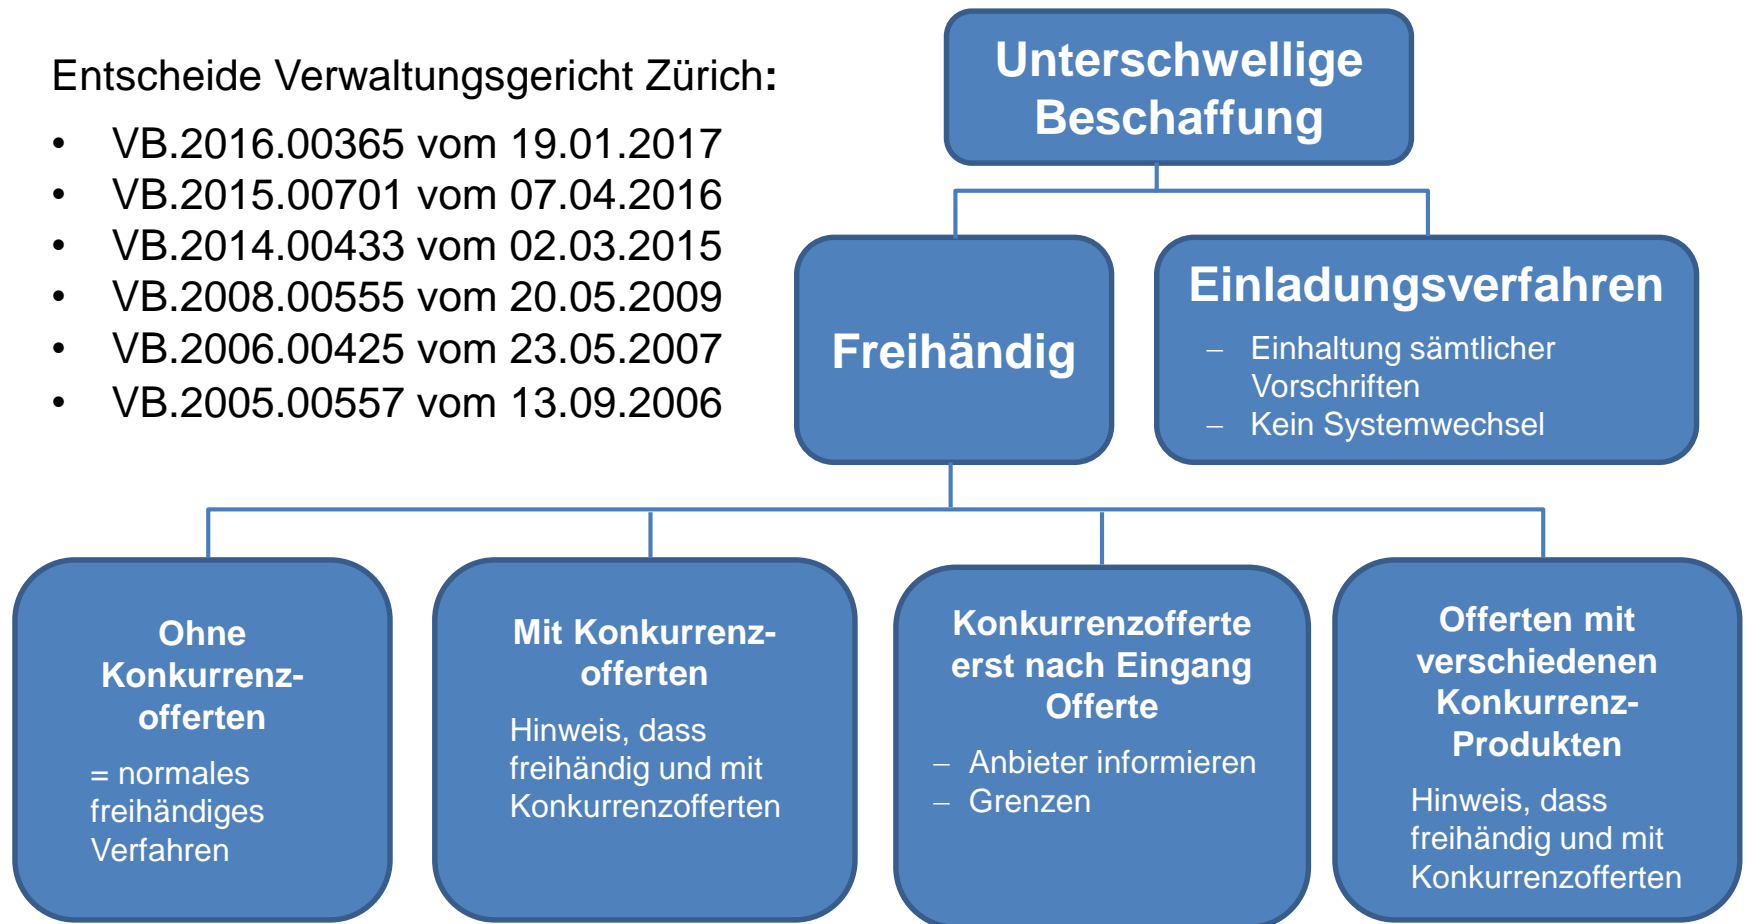 Entscheide Verwaltungsgericht Zürich:
• VB.2016.00365 vom 19.01.2017
• VB.2015.00701 vom 07.04.2016
• VB.2014.00433 vom 02.03.2015
• VB.2008.00555 vom 20.05.2009
• VB.2006.00425 vom 23.05.2007
• VB.2005.00557 vom 13.09.2006
Unterschwellige
Beschaffung
Freihändig
Einladungsverfahren
– Einhaltung sämtlicher
Vorschriften
– Kein Systemwechsel
Ohne
Konkurrenz-
offerten
= normales
freihändiges
Verfahren
Mit Konkurrenz-
offerten
Hinweis, dass
freihändig und mit
Konkurrenzofferten
Konkurrenzofferte
erst nach Eingang
Offerte
– Anbieter informieren
– Grenzen
Offerten mit
verschiedenen
Konkurrenz-
Produkten
Hinweis, dass
freihändig und mit
Konkurrenzofferten